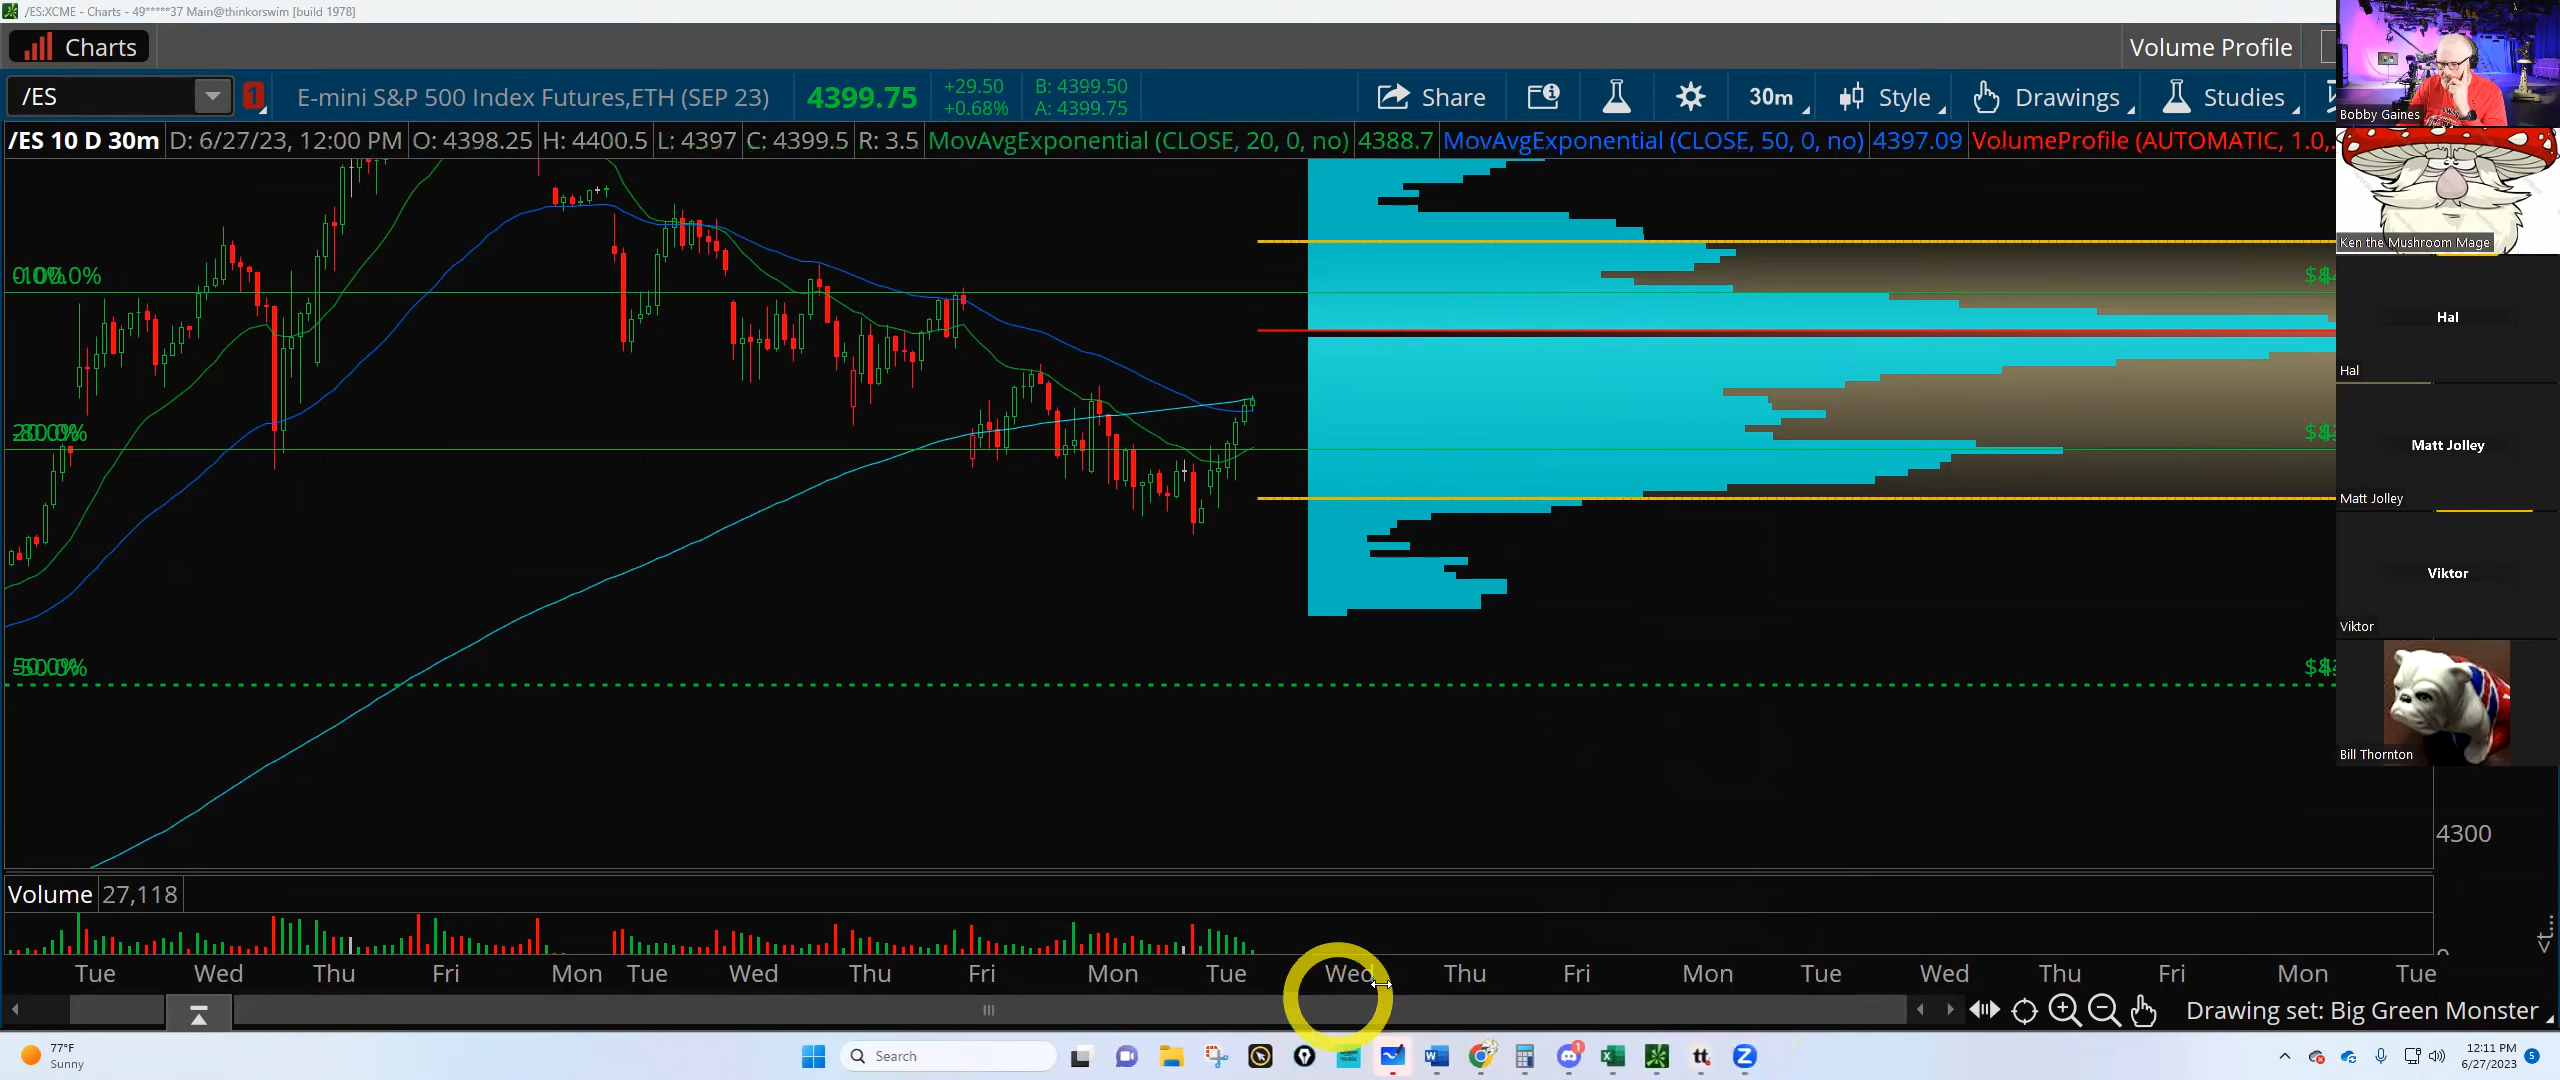 /ES:XCME - Charts - 49*****37 Main@thinkorswim [build 1978]
Charts
Volume Profile
/ES
1
E-mini S&P 500 Index Futures,ETH (SEP 23)
4399.75
+29.50
+0.68%
B: 4399.50
A: 4399.75
Share
30m
Style
Drawings
Studies
/ES 10 D 30m
D: 6/27/23, 12:00 PM
O: 4398.25
H: 4400.5
L: 4397
C: 4399.5
R: 3.5
MovAvgExponential (CLOSE, 20, 0, no)
4388.7
MovAvgExponential (CLOSE, 50, 0, no)
4397.09
VolumeProfile (AUTOMATIC, 1.0,..
Bobby Gaines
Ken the Mushroom Mage
Hal
Hal
Matt Jolley
Matt Jolley
Viktor
Viktor
Bill Thornton
4300
Volume
27,118
Tue Wed Thu Fri Mon Tue Wed Thu Fri Mon Tue Wed Thu Fri Mon Tue Wed Thu Fri Mon Tue
Drawing set: Big Green Monster
77°F
Sunny
Search
tt
1
12:11 PM
6/27/2023
5